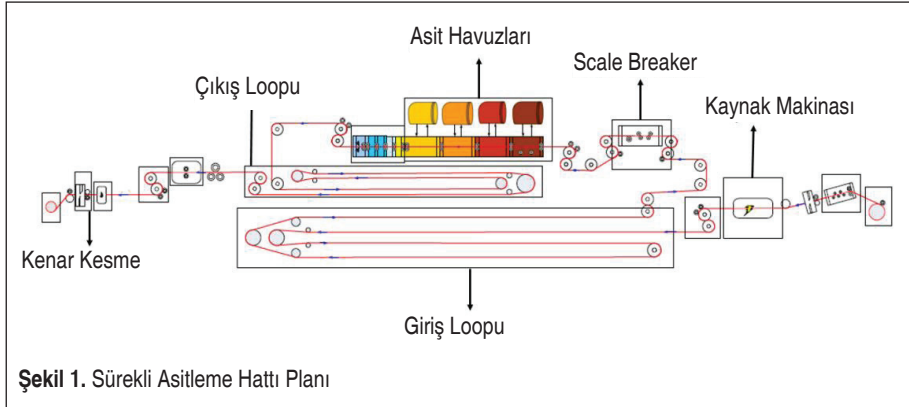 Asit Havuzları
Scale Breaker
Çıkış Loopu
Kaynak Makinası
Kenar Kesme
Giriş Loopu
Şekil 1. Sürekli Asitleme Hattı Planı